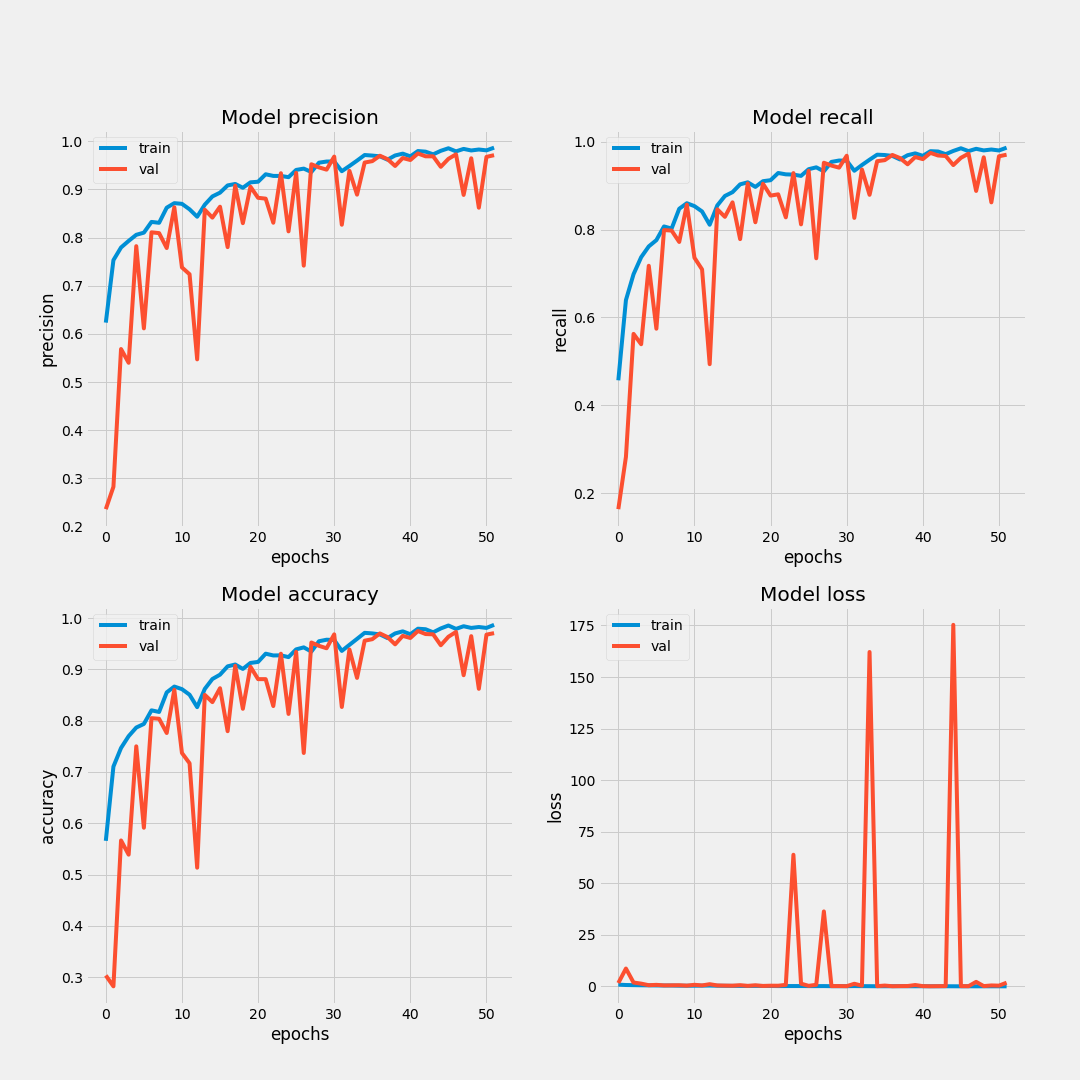 Model precision
train
val
1.0
0.9
0.8
0.7
0.6
0.5
0.4
0.3
0.2
precision
0 10 20 30 40 50
epochs
Model recall
train
val
1.0
0.8
0.6
0.4
0.2
recall
0 10 20 30 40 50
epochs
Model accuracy
train
val
1.0
0.9
0.8
0.7
0.6
0.5
0.4
0.3
accuracy
0 10 20 30 40 50
epochs
Model loss
train
val
175
150
125
100
75
50
25
0
loss
0 10 20 30 40 50
epochs